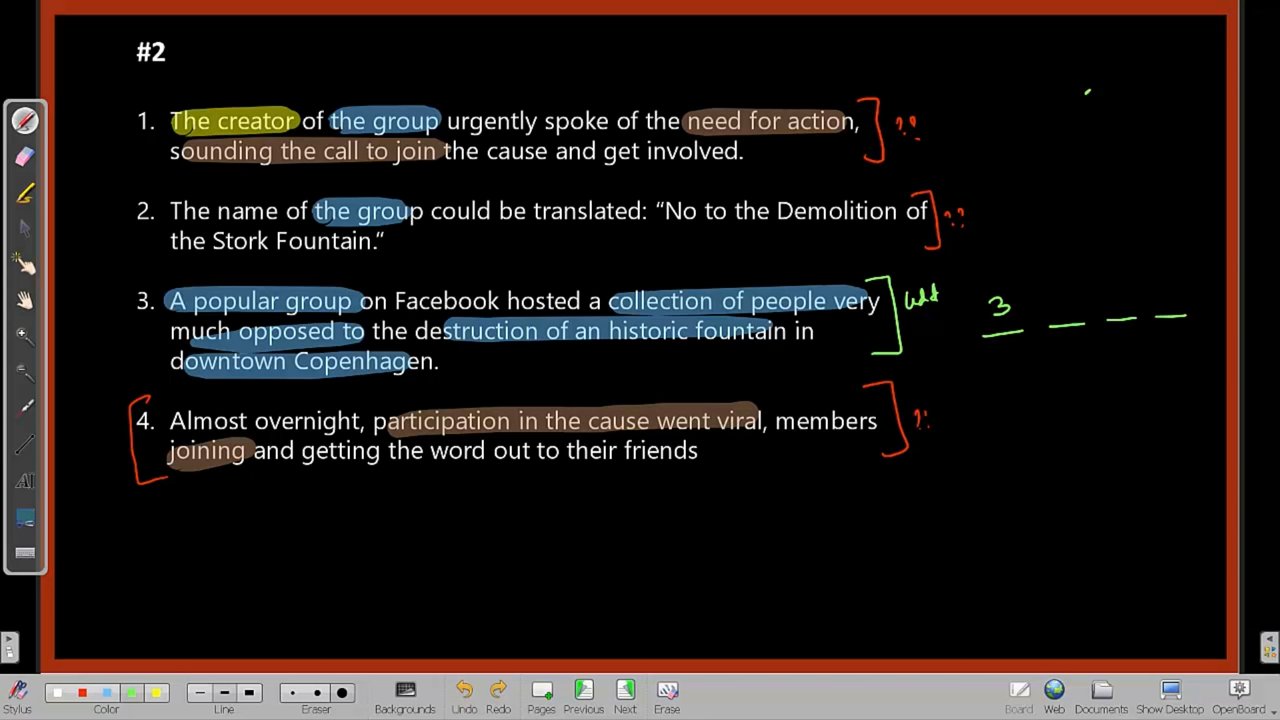 #2
1. The creator of the group urgently spoke of the need for action, ] ??
sounding the call to join the cause and get involved.
2. The name of the group could be translated: “No to the Demolition of ] ??
the Stork Fountain.“
3. A popular group on Facebook hosted a collection of people very
much opposed to the destruction of an historic fountain in
downtown Copenhagen.
3
4. Almost overnight, participation in the cause went viral, members
joining and getting the word out to their friends
Stylus Color Line Eraser Backgrounds Undo Redo Pages Previous Next Erase Board Web Documents Show Desktop OpenBoard